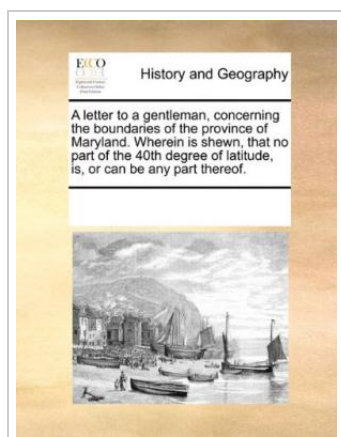 ECCO
History and Geography
A letter to a gentleman, concerning
the boundaries of the province of
Maryland. Wherein is shewn, that no
part of the 40th degree of latitude,
is, or can be any part thereof.